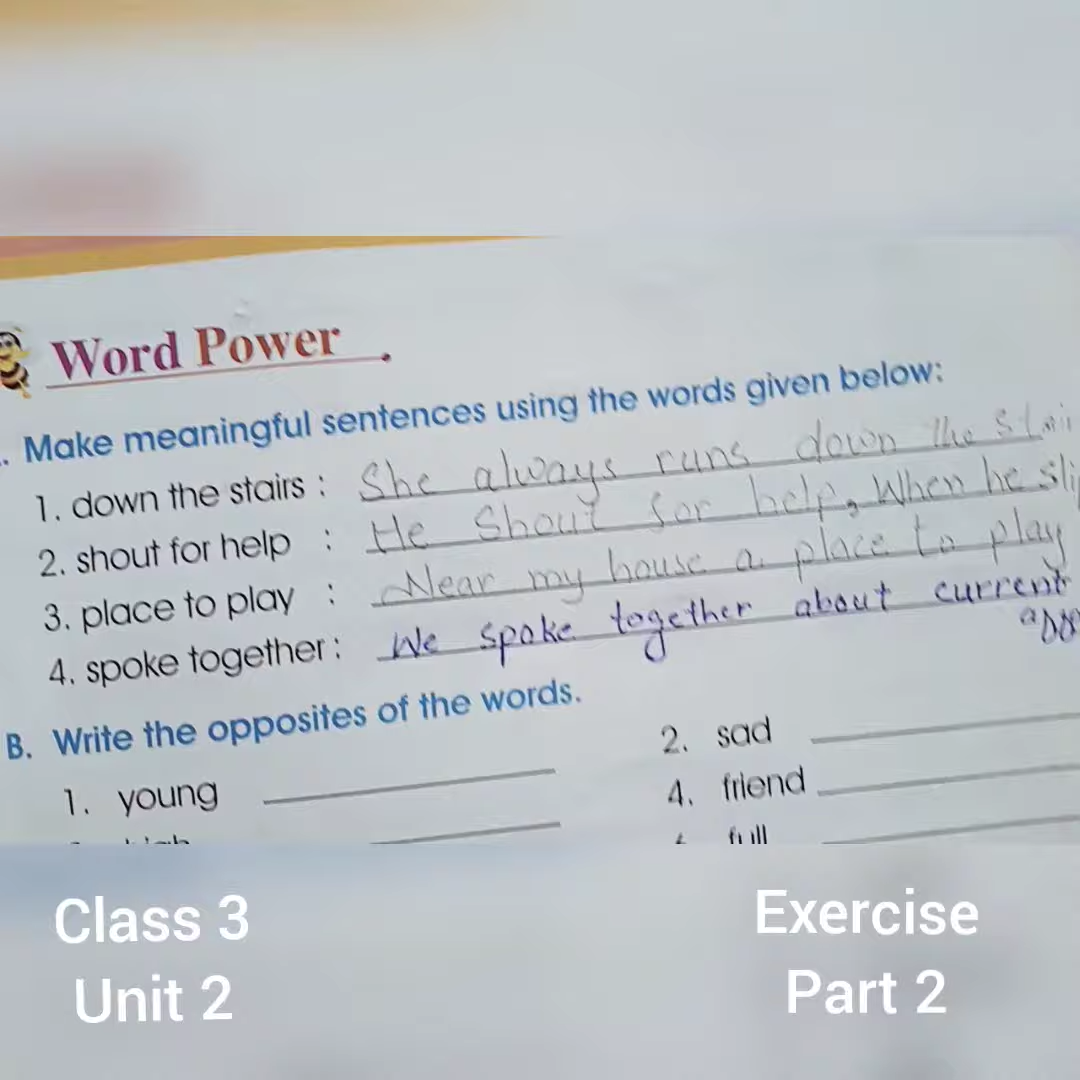 Word Power
Make meaningful sentences using the words given below:
1. down the stairs : She always runs down the
2. shout for help : He Shout for help, When he
3. place to play : Near my house a place to play
4. spoke together : We spoke together about current
B. Write the opposites of the words.
1. young 2. sad
4. friend
full
Class 3 Exercise
Unit 2 Part 2